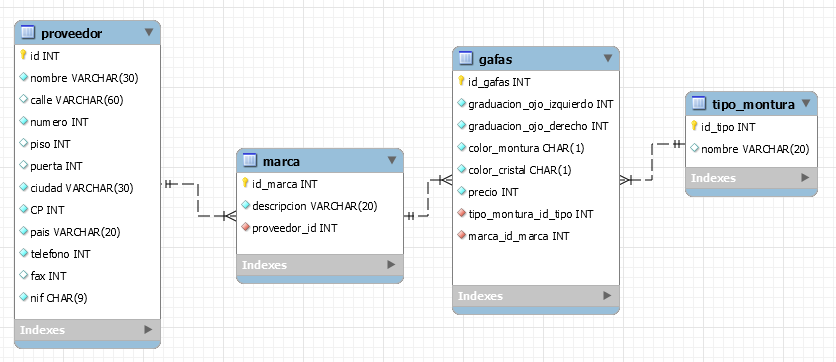 proveedor
id INT
nombre VARCHAR(30)
calle VARCHAR(60)
numero INT
piso INT
puerta INT
ciudad VARCHAR(30)
CP INT
pais VARCHAR(20)
telefono INT
fax INT
nif CHAR(9)
Indexes
marca
id_marca INT
descripcion VARCHAR(20)
proveedor_id INT
Indexes
gafas
id_gafas INT
graduacion_ojo_izquierdo INT
graduacion_ojo_derecho INT
color_montura CHAR(1)
color_cristal CHAR(1)
precio INT
tipo_montura_id_tipo INT
marca_id_marca INT
Indexes
tipo_montura
id_tipo INT
nombre VARCHAR(20)
Indexes